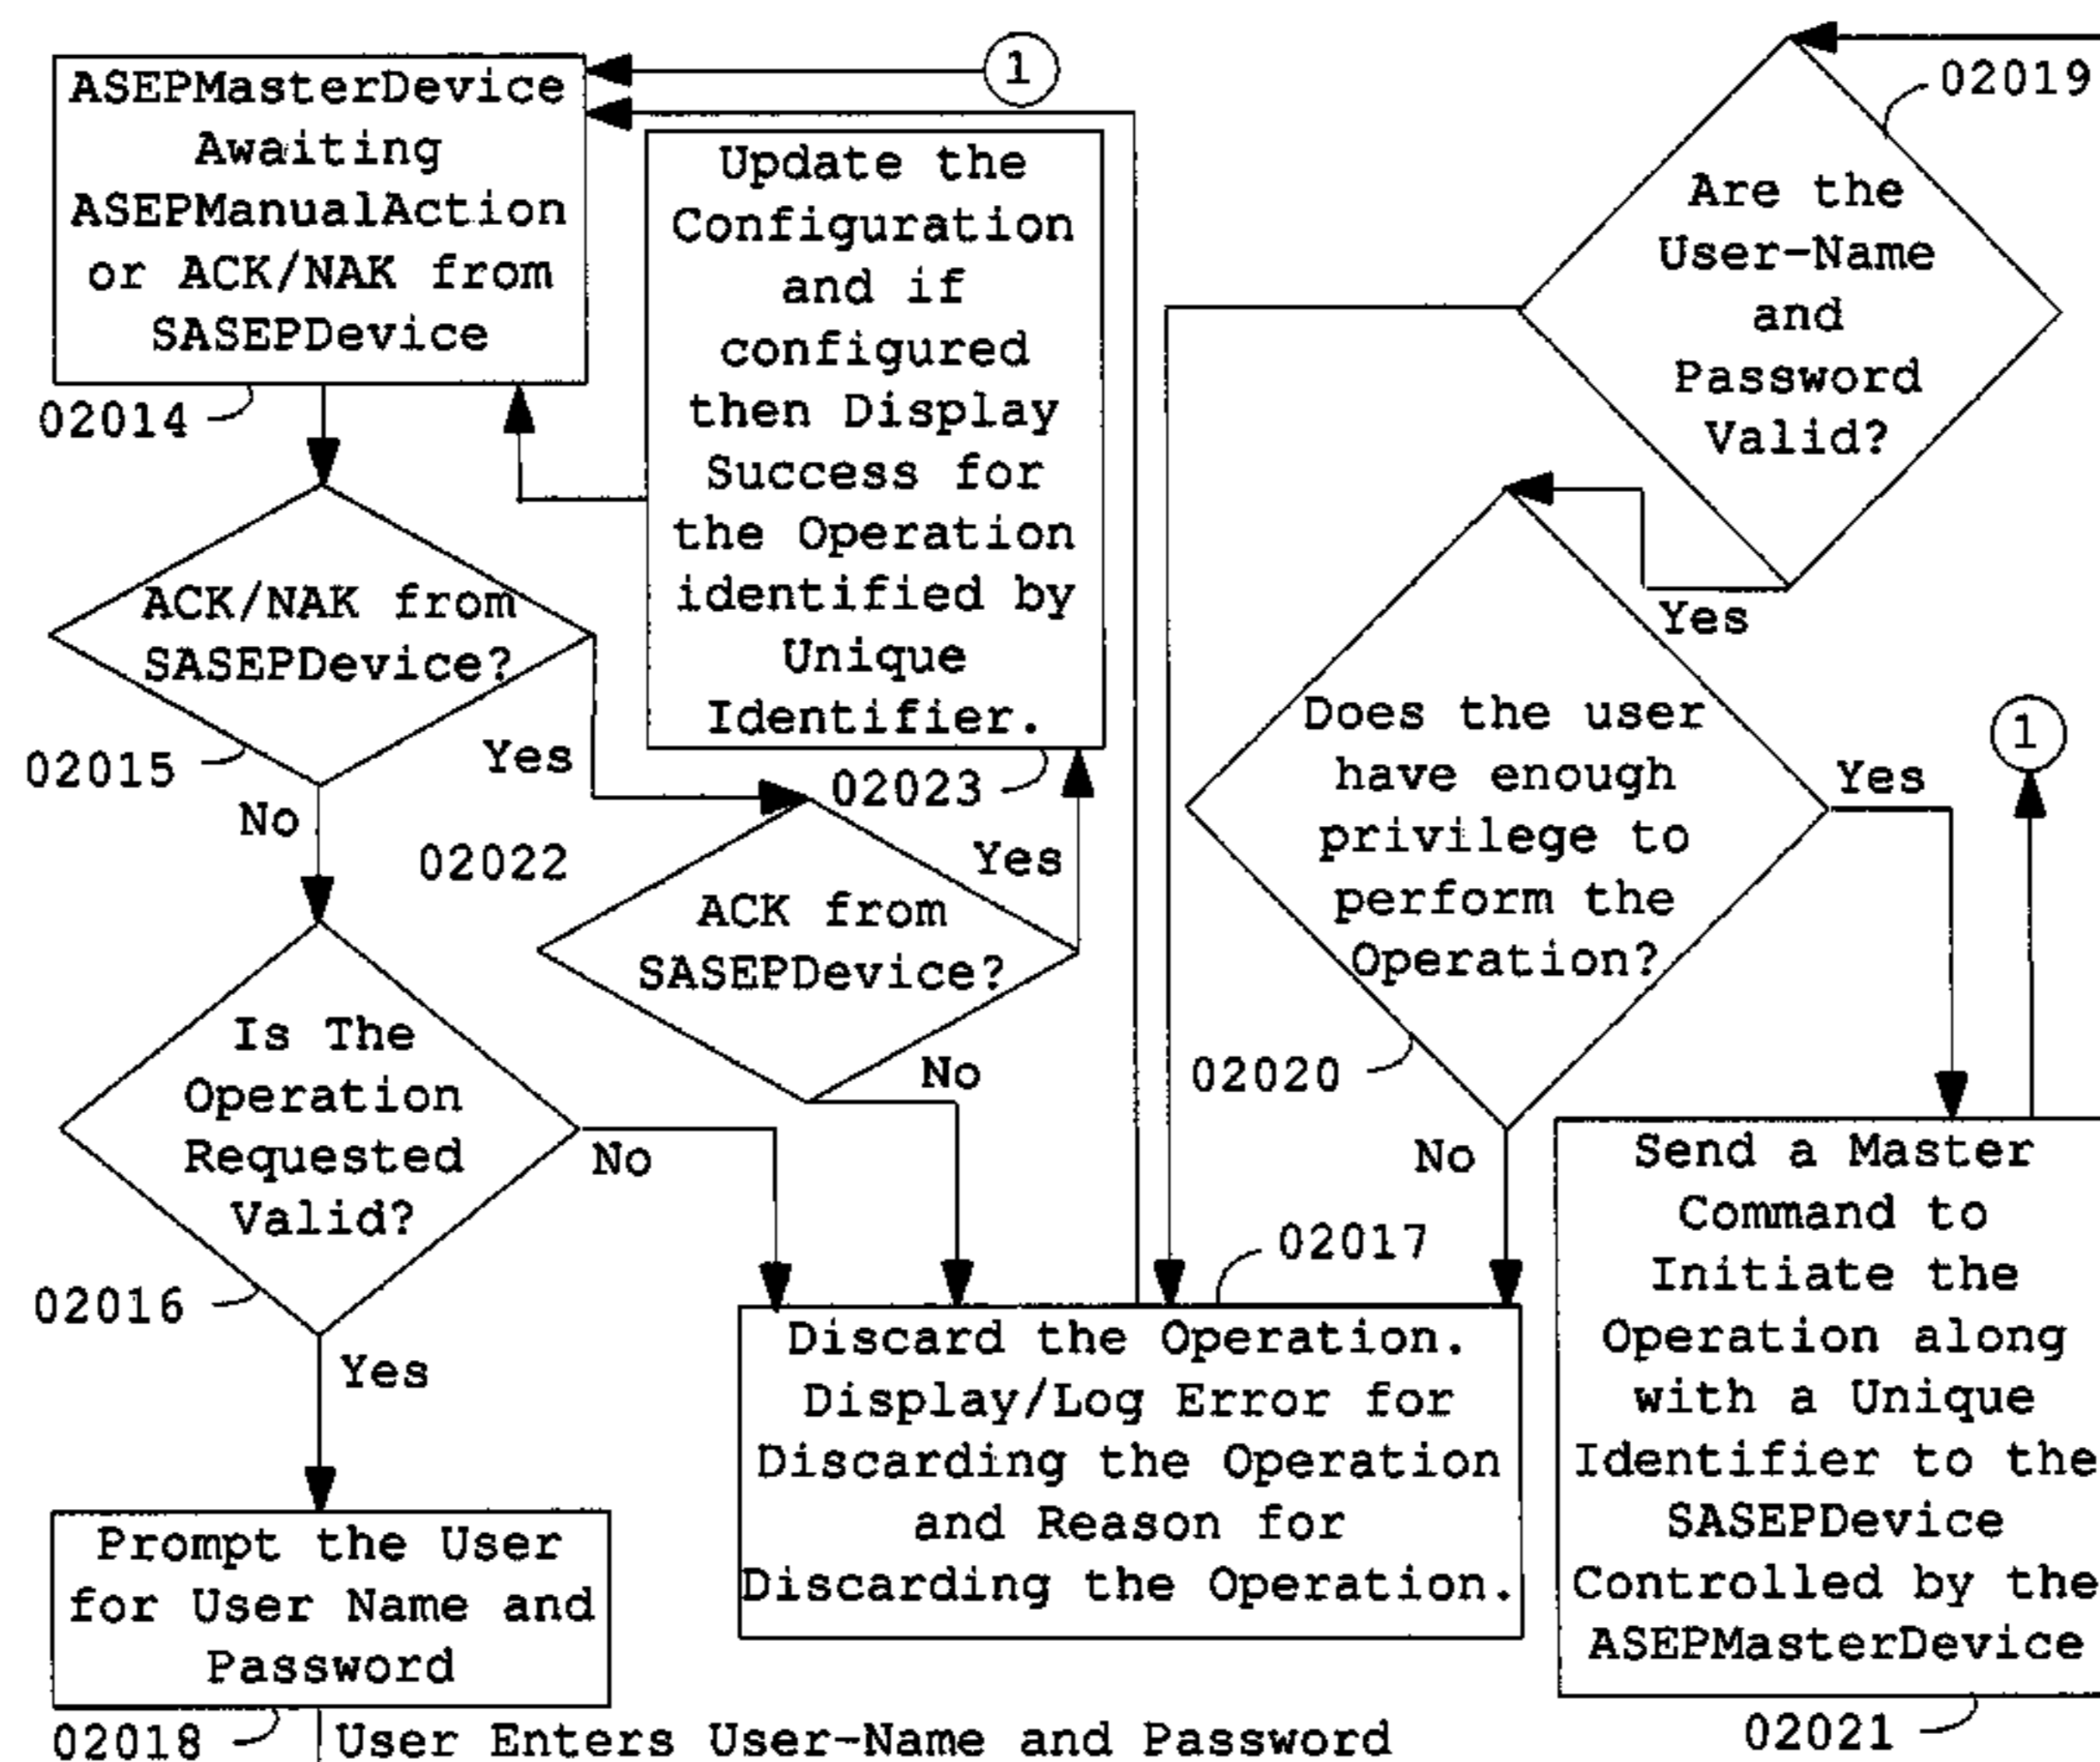 ASEPMasterDevice
Awaiting
ASEPManualAction
or ACK/NAK from
SASEPDevice
02014
1
Update the
Configuration
and if
configured
then Display
Success for
the Operation
identified by
Unique
Identifier.
02023
ACK/NAK from
SASEPDevice?
02015
Yes
No
02022
ACK from
SASEPDevice?
Yes
No
Is The
Operation
Requested
Valid?
02016
No
Yes
Prompt the User
for User Name and
Password
02018
User Enters User-Name and Password
02019
Are the
User-Name
and
Password
Valid?
Yes
Does the user
have enough
privilege to
perform the
Operation?
02020
Yes
No
1
02017
Discard the Operation.
Display/Log Error for
Discarding the Operation
and Reason for
Discarding the Operation.
Send a Master
Command to
Initiate the
Operation along
with a Unique
Identifier to the
SASEPDevice
Controlled by the
ASEPMasterDevice
02021